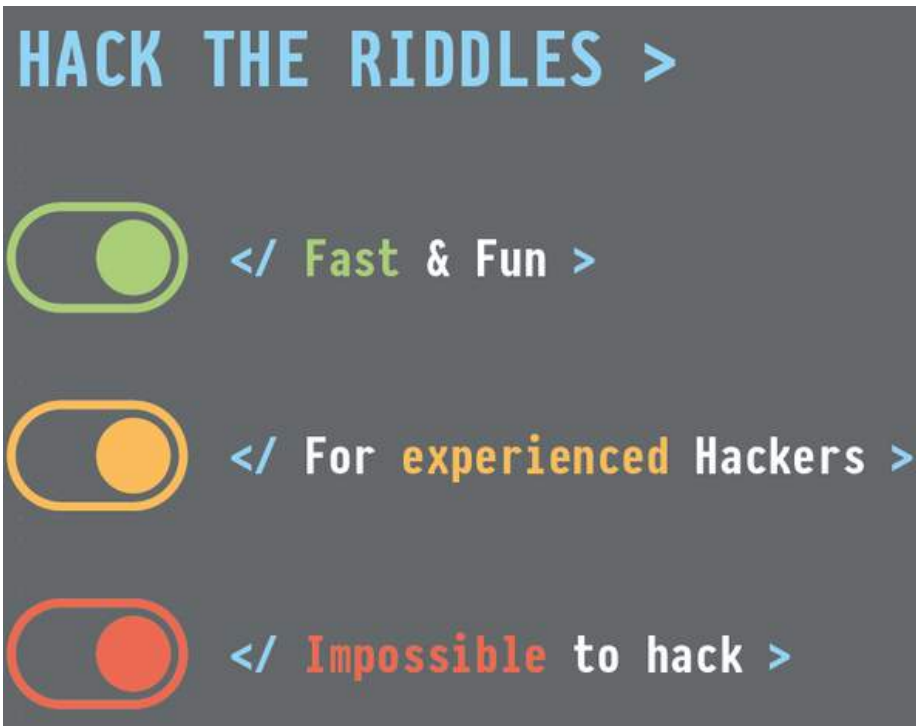 HACK THE RIDDLES >
</ Fast & Fun >
</ For experienced Hackers >
</ Impossible to hack >